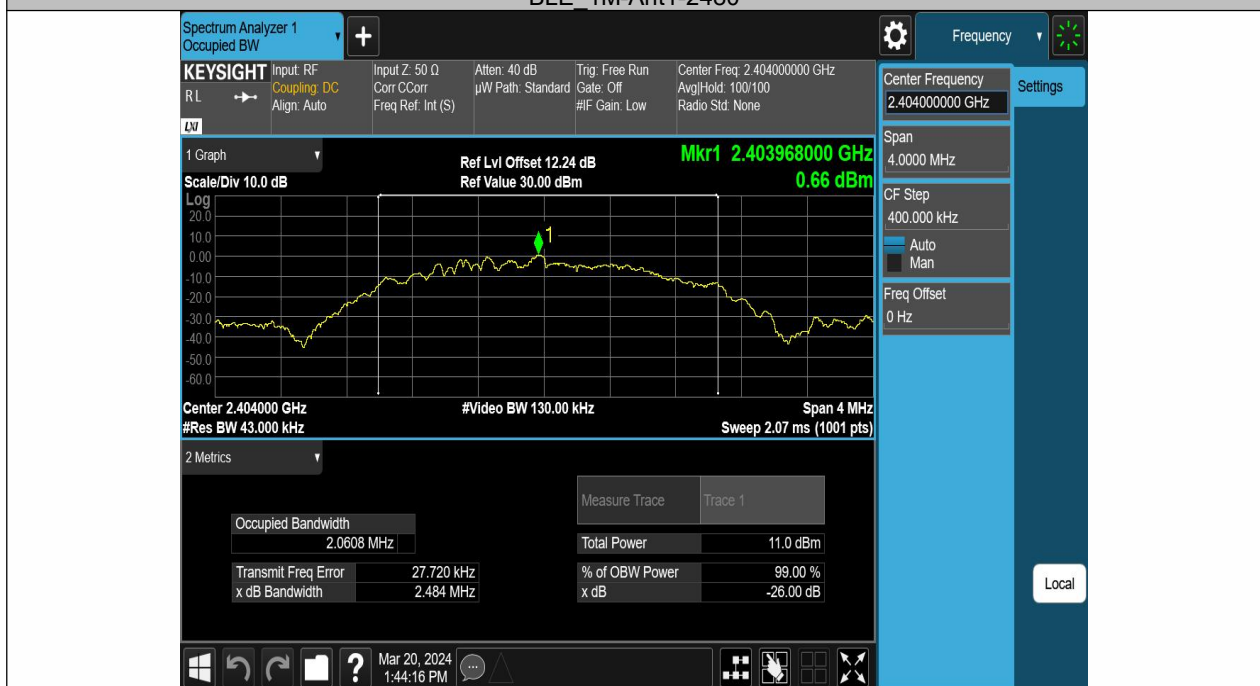 BLE_1M-Ant1-2480
Spectrum Analyzer 1
Occupied BW
+
Frequency
KEYSIGHT
RL
LXI
Input: RF
Coupling: DC
Align: Auto
Input Z: 50 Ω
Corr CCorr
Freq Ref: Int (S)
Atten: 40 dB
µW Path: Standard
Trig: Free Run
Gate: Off
#IF Gain: Low
Center Freq: 2.404000000 GHz
Avg|Hold: 100/100
Radio Std: None
Center Frequency
2.404000000 GHz
Settings
Span
4.0000 MHz
CF Step
400.000 kHz
Auto
Man
Freq Offset
0 Hz
1 Graph
Scale/Div 10.0 dB
Ref Lvl Offset 12.24 dB
Ref Value 30.00 dBm
Mkr1 2.403968000 GHz
0.66 dBm
Log
20.0
10.0
0.00
-10.0
-20.0
-30.0
-40.0
-50.0
-60.0
1
Center 2.404000 GHz
#Res BW 43.000 kHz
#Video BW 130.00 kHz
Span 4 MHz
Sweep 2.07 ms (1001 pts)
2 Metrics
Measure Trace Trace 1
Occupied Bandwidth
2.0608 MHz
Total Power 11.0 dBm
Transmit Freq Error 27.720 kHz
% of OBW Power 99.00 %
x dB Bandwidth 2.484 MHz
x dB -26.00 dB
Local
?
Mar 20, 2024
1:44:16 PM